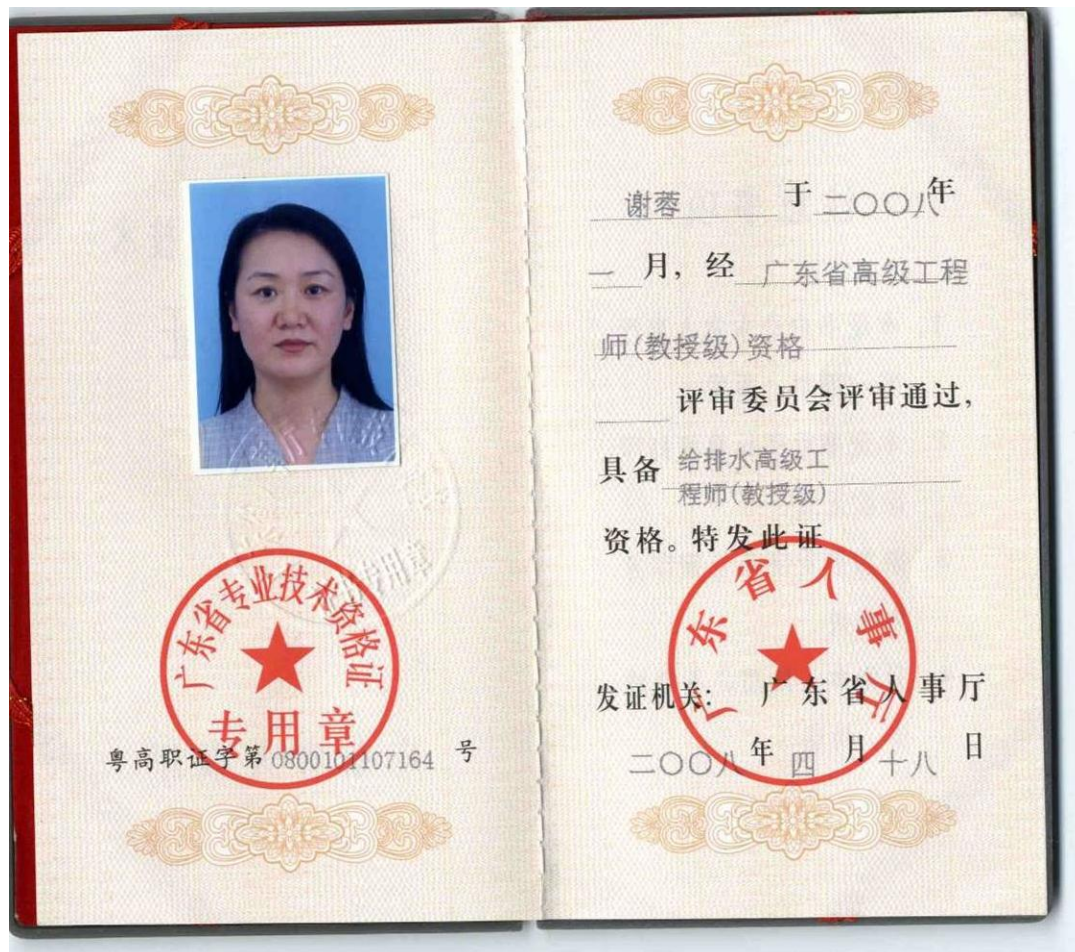 广东省专业技术资格证
专用章
粤高职证字第 0800101107164 号
谢蓉 于 二〇〇八年
一 月，经 广东省高级工程
师(教授级)资格
评审委员会评审通过，
具备 给排水高级工
程师(教授级)
资格。特发此证
广东省人事厅
发证机关： 广东省人事厅
二〇〇八 年 四 月 十八 日